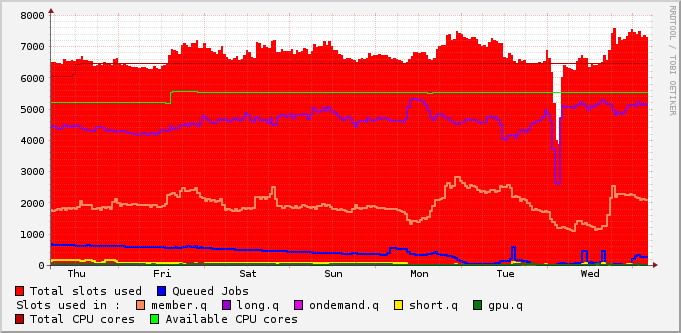 8000
7000
6000
5000
4000
3000
2000
1000
0
Thu Fri Sat Sun Mon Tue Wed
RRDTOOL / TOBI OETIKER
Total slots used Queued Jobs
Slots used in : member.q long.q ondemand.q short.q gpu.q
Total CPU cores Available CPU cores